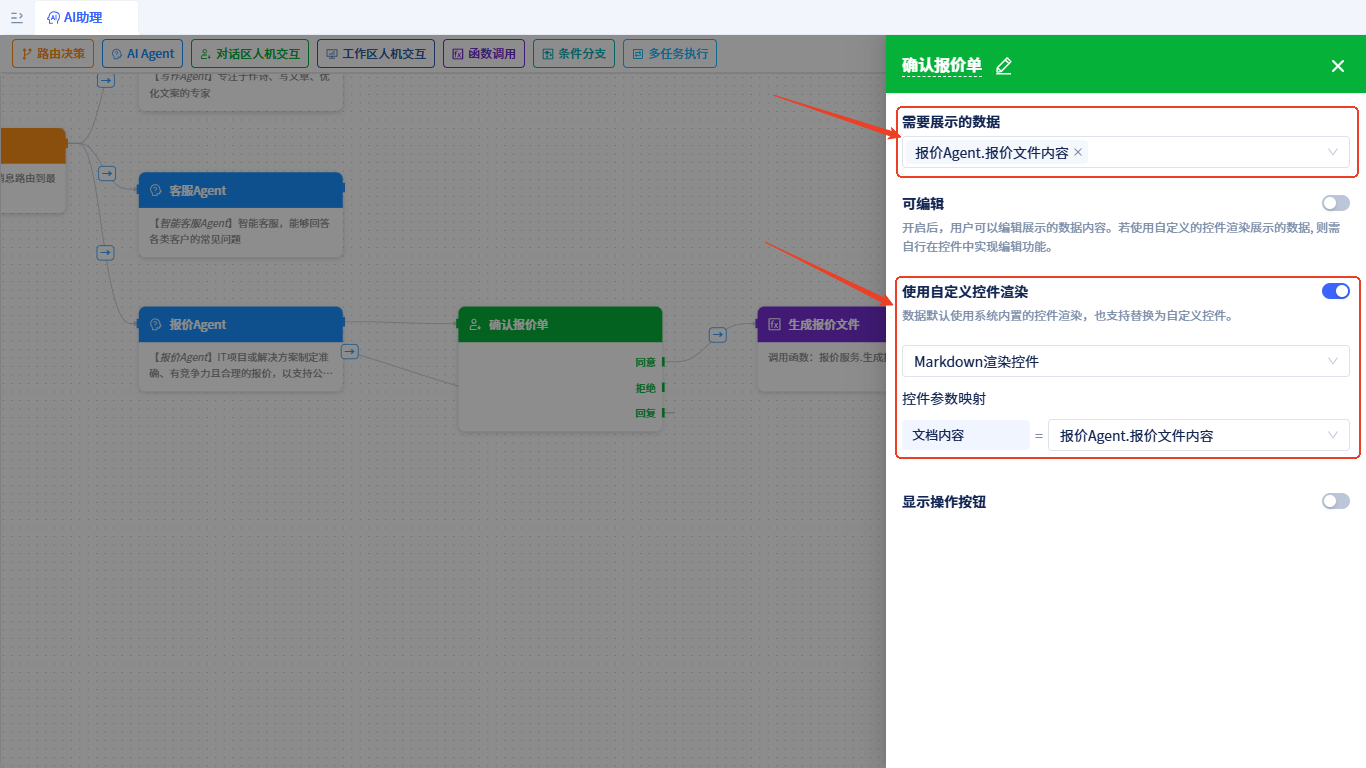 AI助理
路由决策
AI Agent
对话区人机交互
工作区人机交互
函数调用
条件分支
多任务执行
【写作Agent】专注于作诗、写文章、优
化文案的专家
息路由到最
客服Agent
【智能客服Agent】智能客服，能够回答
各类客户的常见问题
报价Agent
【报价Agent】IT项目或解决方案制定准
确、有竞争力且合理的报价，以支持公…
确认报价单
同意
拒绝
回复
生成报价文件
调用函数：报价服务.生成
确认报价单
需要展示的数据
报价Agent.报价文件内容 ×
可编辑
开启后，用户可以编辑展示的数据内容。若使用自定义的控件渲染展示的数据, 则需
自行在控件中实现编辑功能。
使用自定义控件渲染
数据默认使用系统内置的控件渲染，也支持替换为自定义控件。
Markdown渲染控件
控件参数映射
文档内容 = 报价Agent.报价文件内容
显示操作按钮